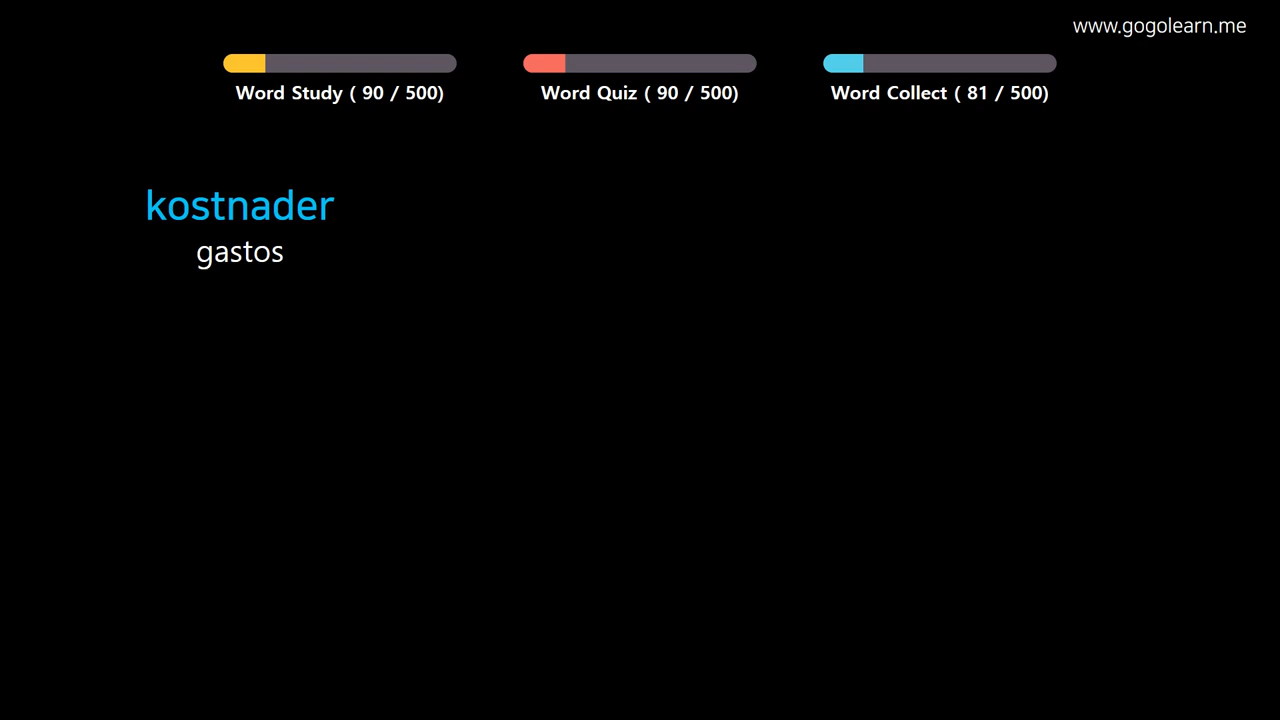 www.gogolearn.me
Word Study ( 90 / 500)
Word Quiz ( 90 / 500)
Word Collect ( 81 / 500)
kostnader
gastos